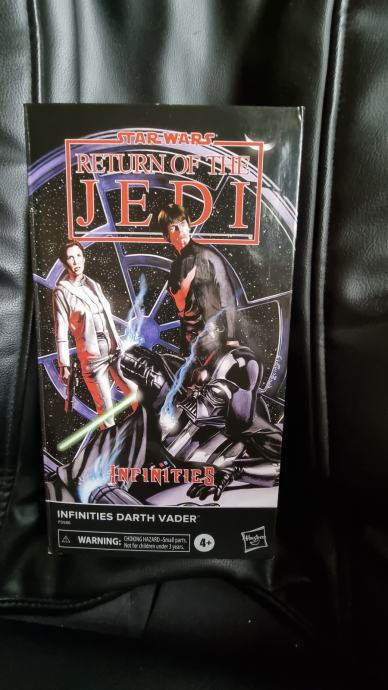 STAR WARS
RETURN OF THE
JEDI
INFINITIES
INFINITIES DARTH VADER™
WARNING: CHOKING HAZARD–Small parts.
Not for children under 3 years.
4+
Hasbro